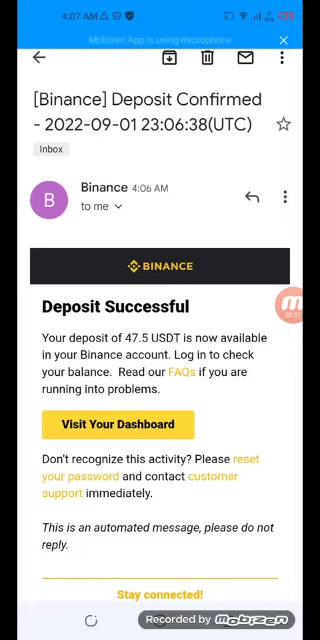 4:07 AM
Mobizen App is using microphone
[Binance] Deposit Confirmed
- 2022-09-01 23:06:38(UTC)
Inbox
B
Binance 4:06 AM
to me
BINANCE
Deposit Successful
Your deposit of 47.5 USDT is now available
in your Binance account. Log in to check
your balance. Read our FAQs if you are
running into problems.
00:01
Visit Your Dashboard
Don't recognize this activity? Please reset
your password and contact customer
support immediately.
This is an automated message, please do not
reply.
Stay connected!
Recorded by mobizen